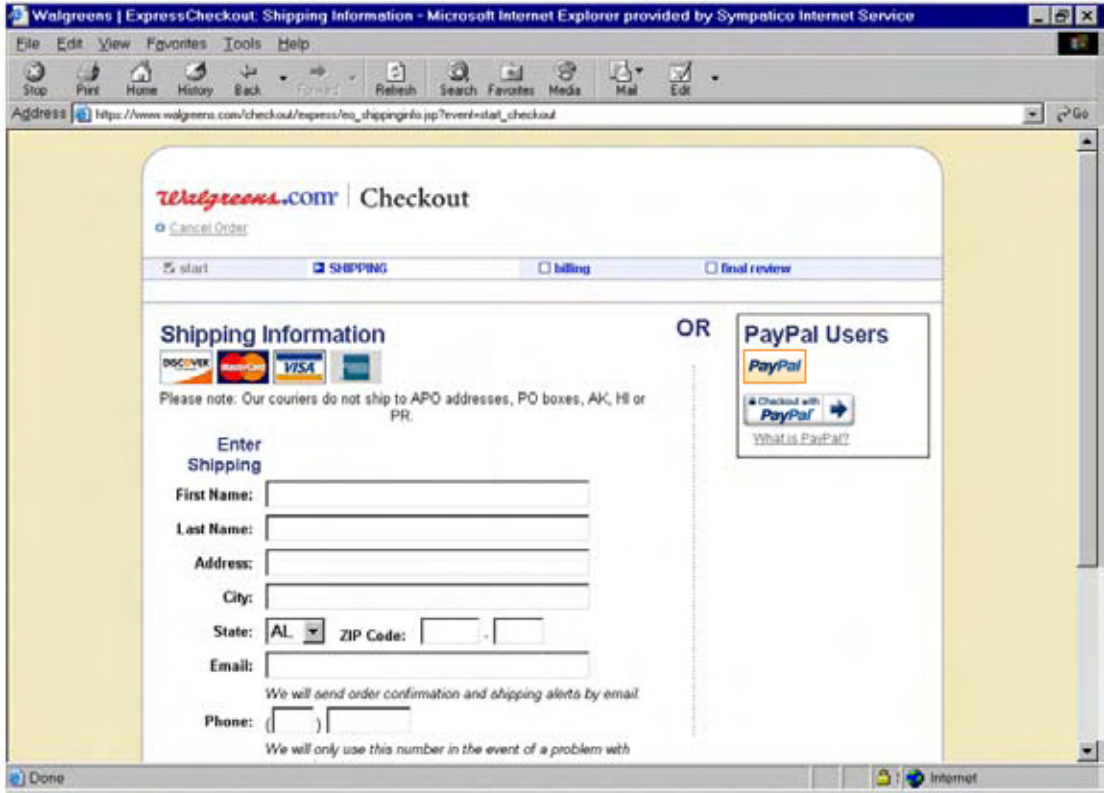 Walgreens | ExpressCheckout: Shipping Information - Microsoft Internet Explorer provided by Sympatico Internet Service
File Edit View Favorites Tools Help
Stop Print Home History Back Forward Refresh Search Favorites Media Mail Edit
Address https://www.walgreens.com/checkout/express/eo_shippinginfo.jsp?event=start_checkout Go
Walgreens.com Checkout
Cancel Order
start SHIPPING billing final review
Shipping Information
DISCOVER MasterCard VISA
Please note: Our couriers do not ship to APO addresses, PO boxes, AK, HI or
PR.
Enter
Shipping
First Name:
Last Name:
Address:
City:
State: AL ZIP Code: -
Email:
We will send order confirmation and shipping alerts by email.
Phone: ( )
We will only use this number in the event of a problem with
OR
PayPal Users
PayPal
Checkout with
PayPal
What is PayPal?
Done Internet